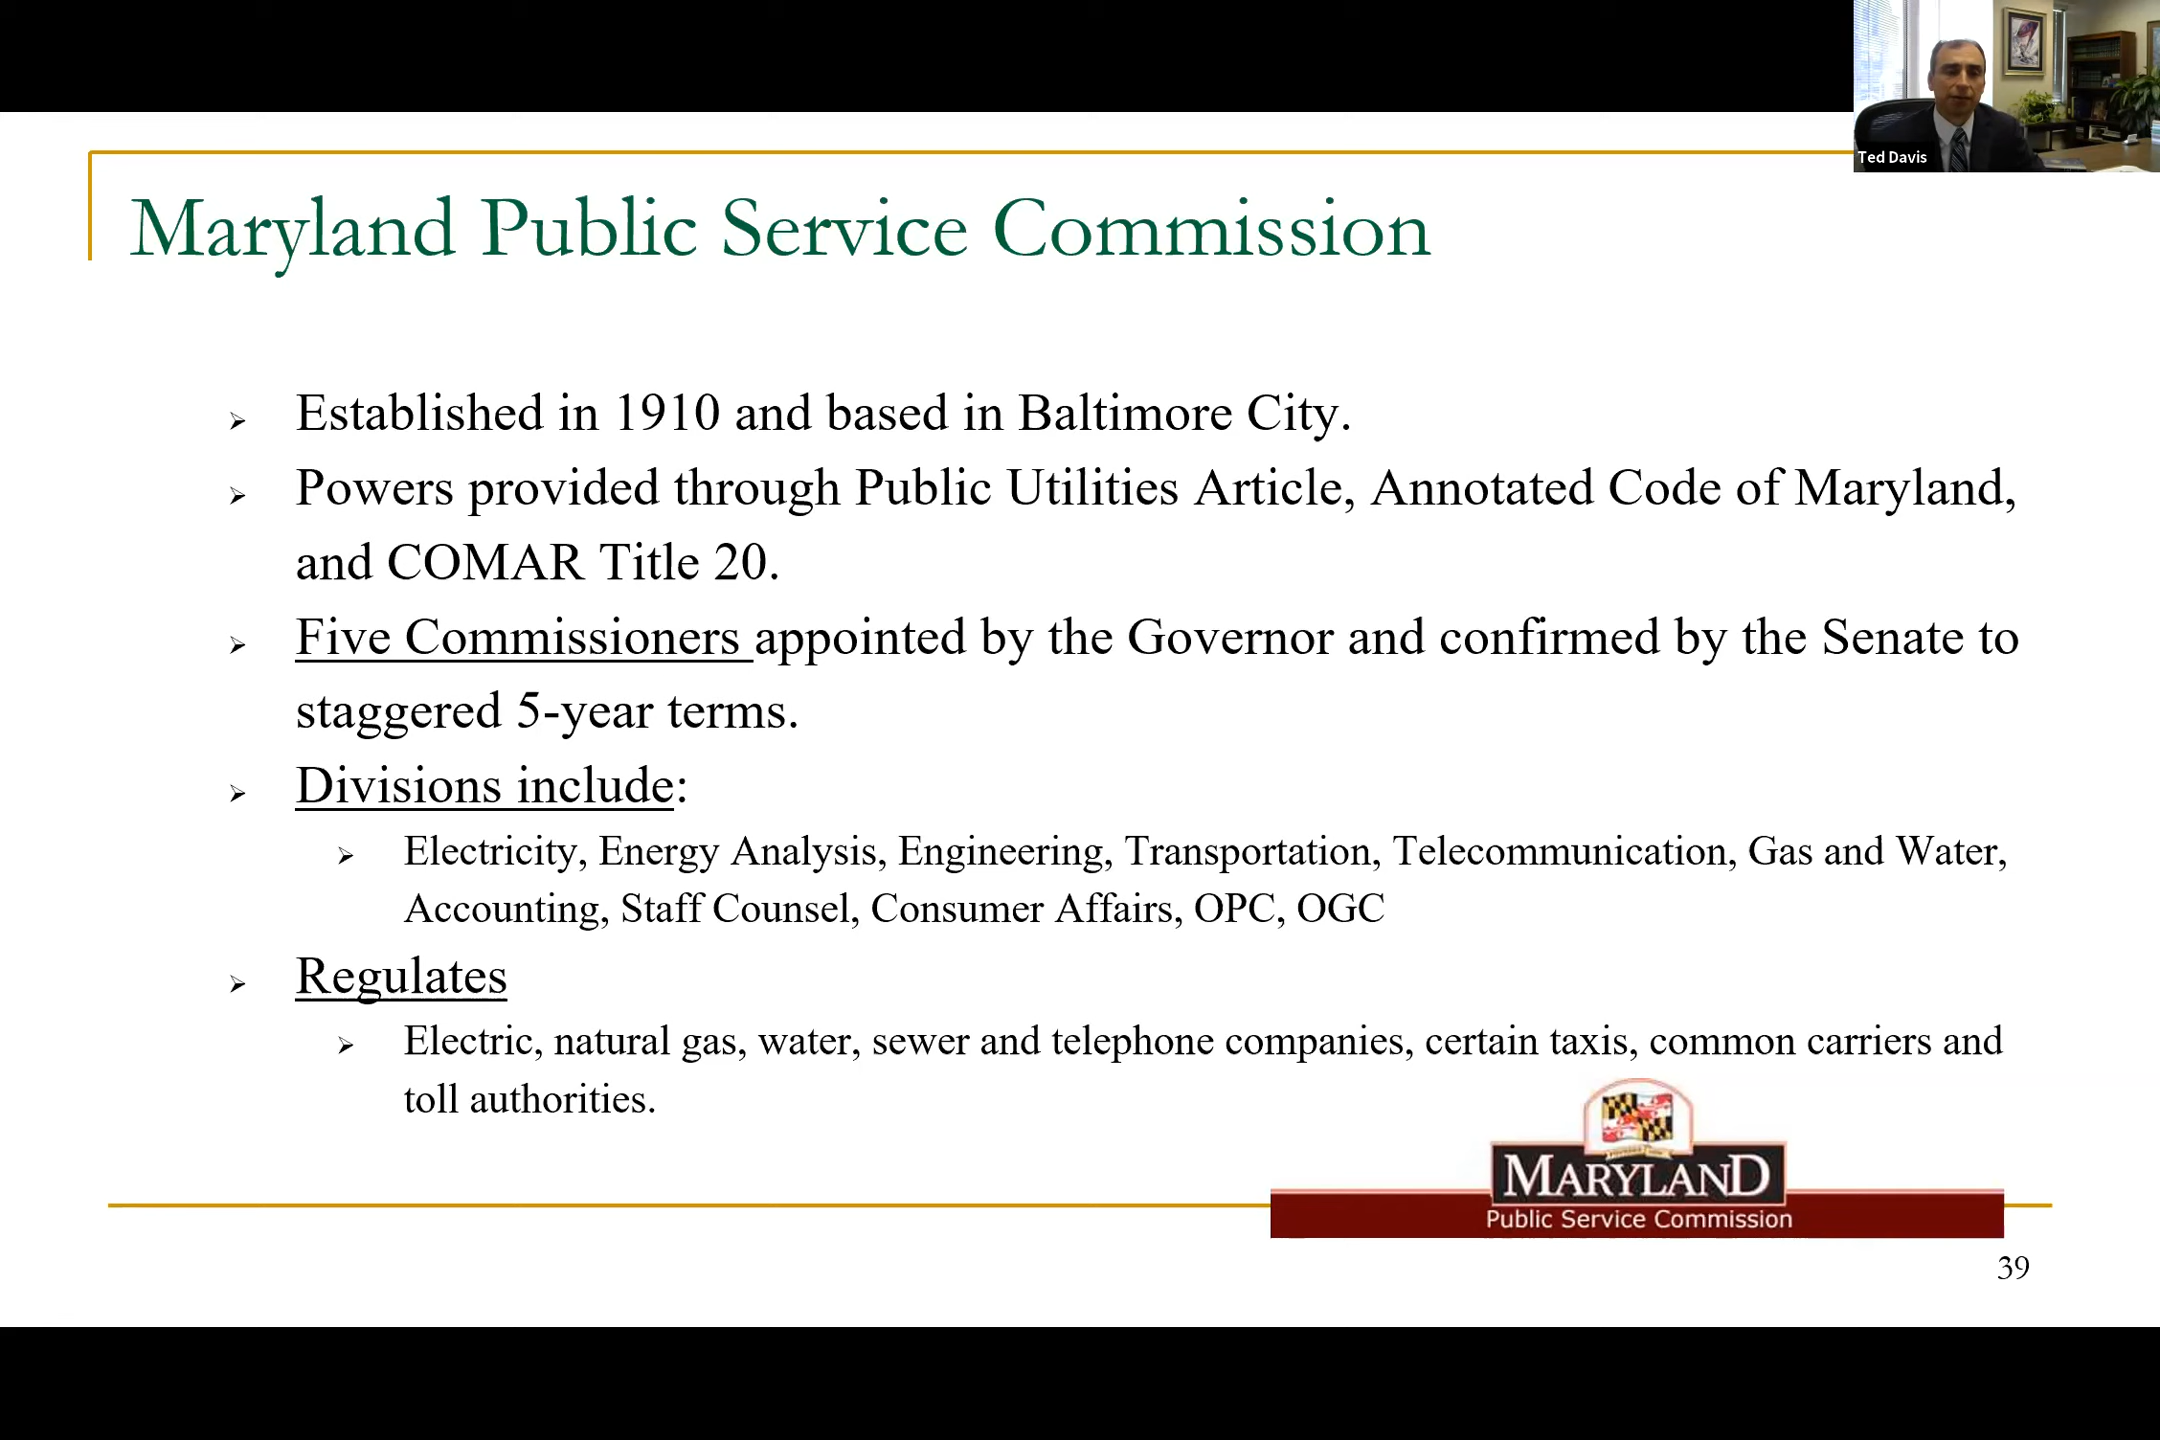 Ted Davis
Maryland Public Service Commission
Established in 1910 and based in Baltimore City.
Powers provided through Public Utilities Article, Annotated Code of Maryland,
and COMAR Title 20.
Five Commissioners appointed by the Governor and confirmed by the Senate to
staggered 5-year terms.
Divisions include:
Electricity, Energy Analysis, Engineering, Transportation, Telecommunication, Gas and Water,
Accounting, Staff Counsel, Consumer Affairs, OPC, OGC
Regulates
Electric, natural gas, water, sewer and telephone companies, certain taxis, common carriers and
toll authorities.
MARYLAND
Public Service Commission
39